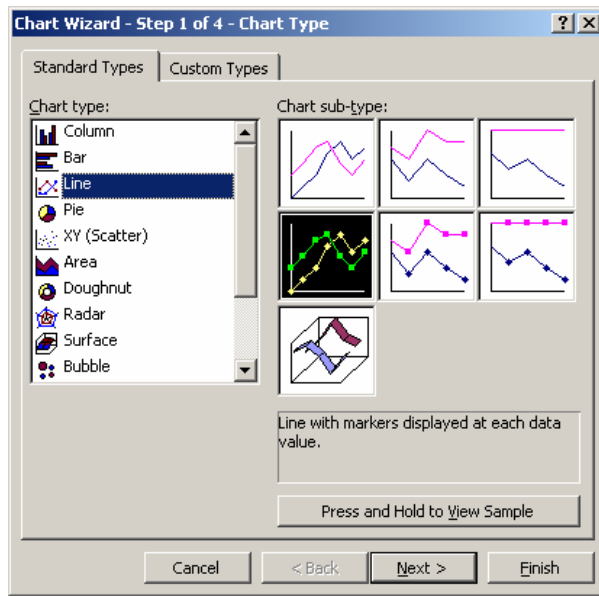 Chart Wizard - Step 1 of 4 - Chart Type
Standard Types
Custom Types
Chart type:
Column
Bar
Line
Pie
XY (Scatter)
Area
Doughnut
Radar
Surface
Bubble
Chart sub-type:
Line with markers displayed at each data
value.
Press and Hold to View Sample
Cancel
< Back
Next >
Finish